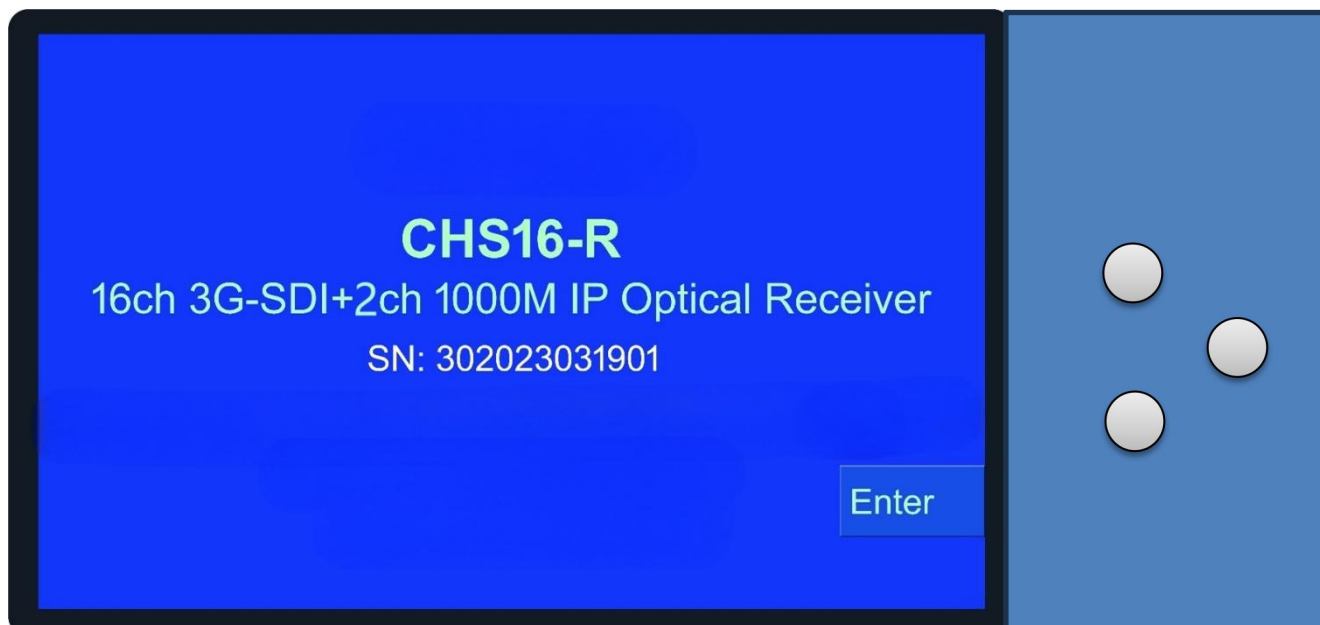 CHS16-R
16ch 3G-SDI+2ch 1000M IP Optical Receiver
SN: 302023031901
Enter